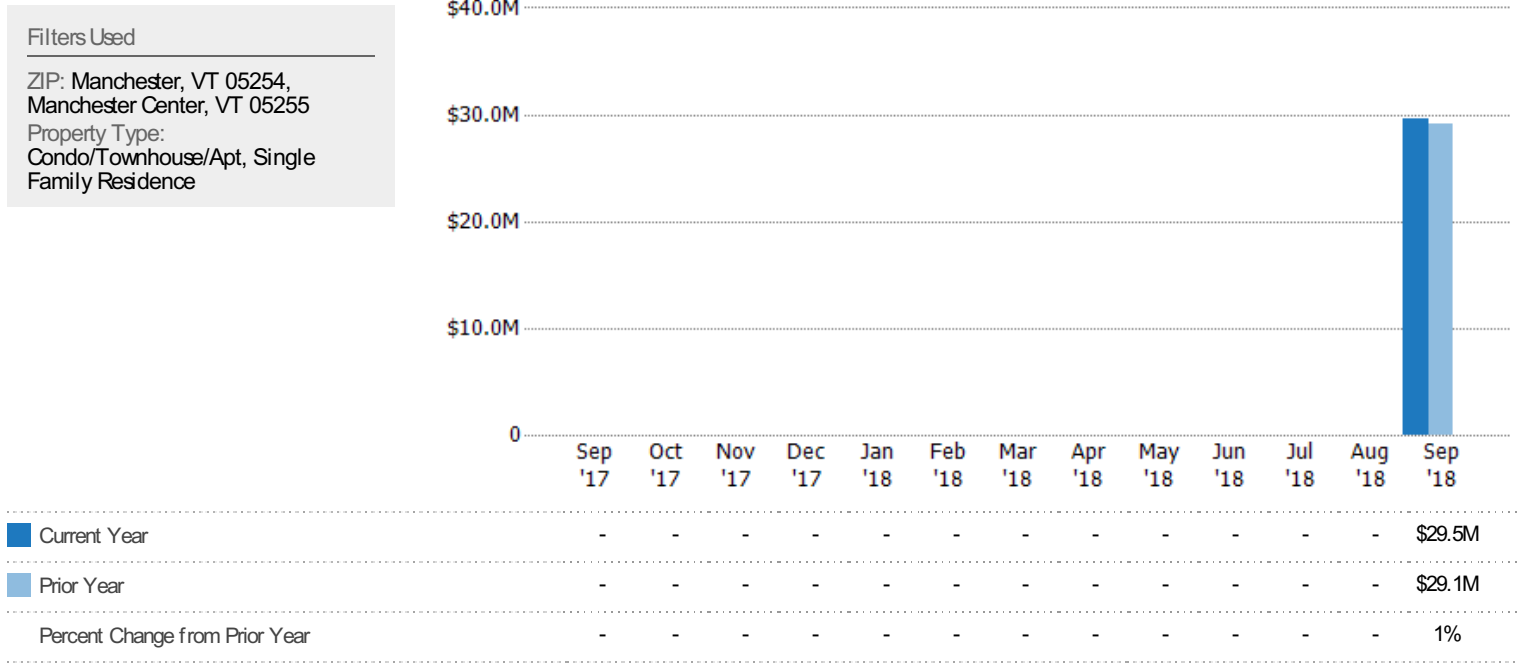 Filters Used
ZIP: Manchester, VT 05254,
Manchester Center, VT 05255
Property Type:
Condo/Townhouse/Apt, Single
Family Residence
$40.0M
$30.0M
$20.0M
$10.0M
0
Sep Oct Nov Dec Jan Feb Mar Apr May Jun Jul Aug Sep
'17 '17 '17 '17 '18 '18 '18 '18 '18 '18 '18 '18 '18
Current Year - - - - - - - - - - - - $29.5M
Prior Year - - - - - - - - - - - - $29.1M
Percent Change from Prior Year - - - - - - - - - - - - 1%